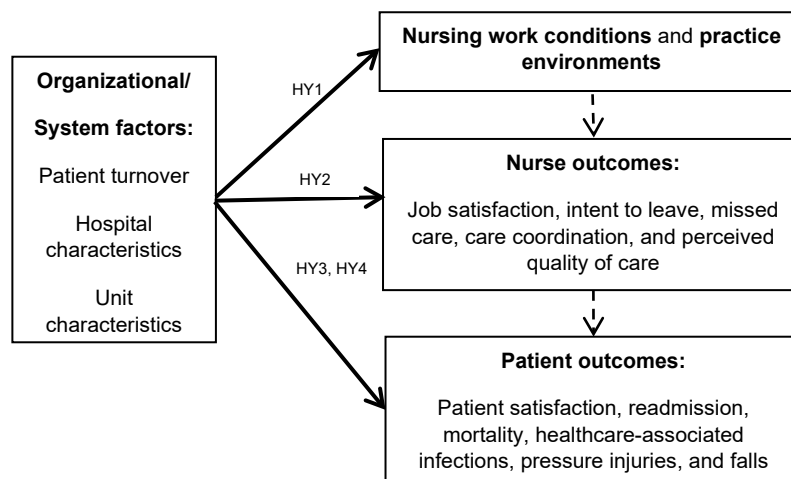 Organizational/
System factors:
Patient turnover
Hospital
characteristics
Unit
characteristics
HY1
HY2
HY3, HY4
Nursing work conditions and practice
environments
Nurse outcomes:
Job satisfaction, intent to leave, missed
care, care coordination, and perceived
quality of care
Patient outcomes:
Patient satisfaction, readmission,
mortality, healthcare-associated
infections, pressure injuries, and falls